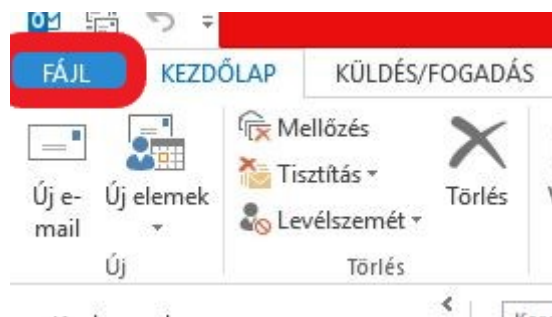 FÁJL KEZDŐLAP KÜLDÉS/FOGADÁS
Mellőzés
Tisztítás
Levélszemét
Új e-mail
Új elemek
Törlés
Új
Törlés